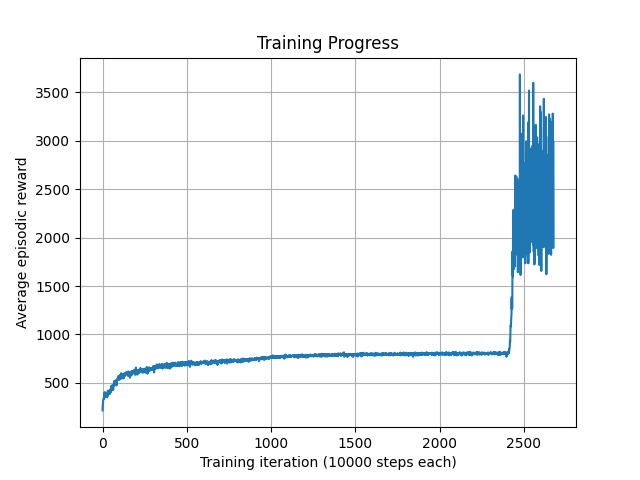 Training Progress
Average episodic reward
3500
3000
2500
2000
1500
1000
500
0 500 1000 1500 2000 2500
Training iteration (10000 steps each)